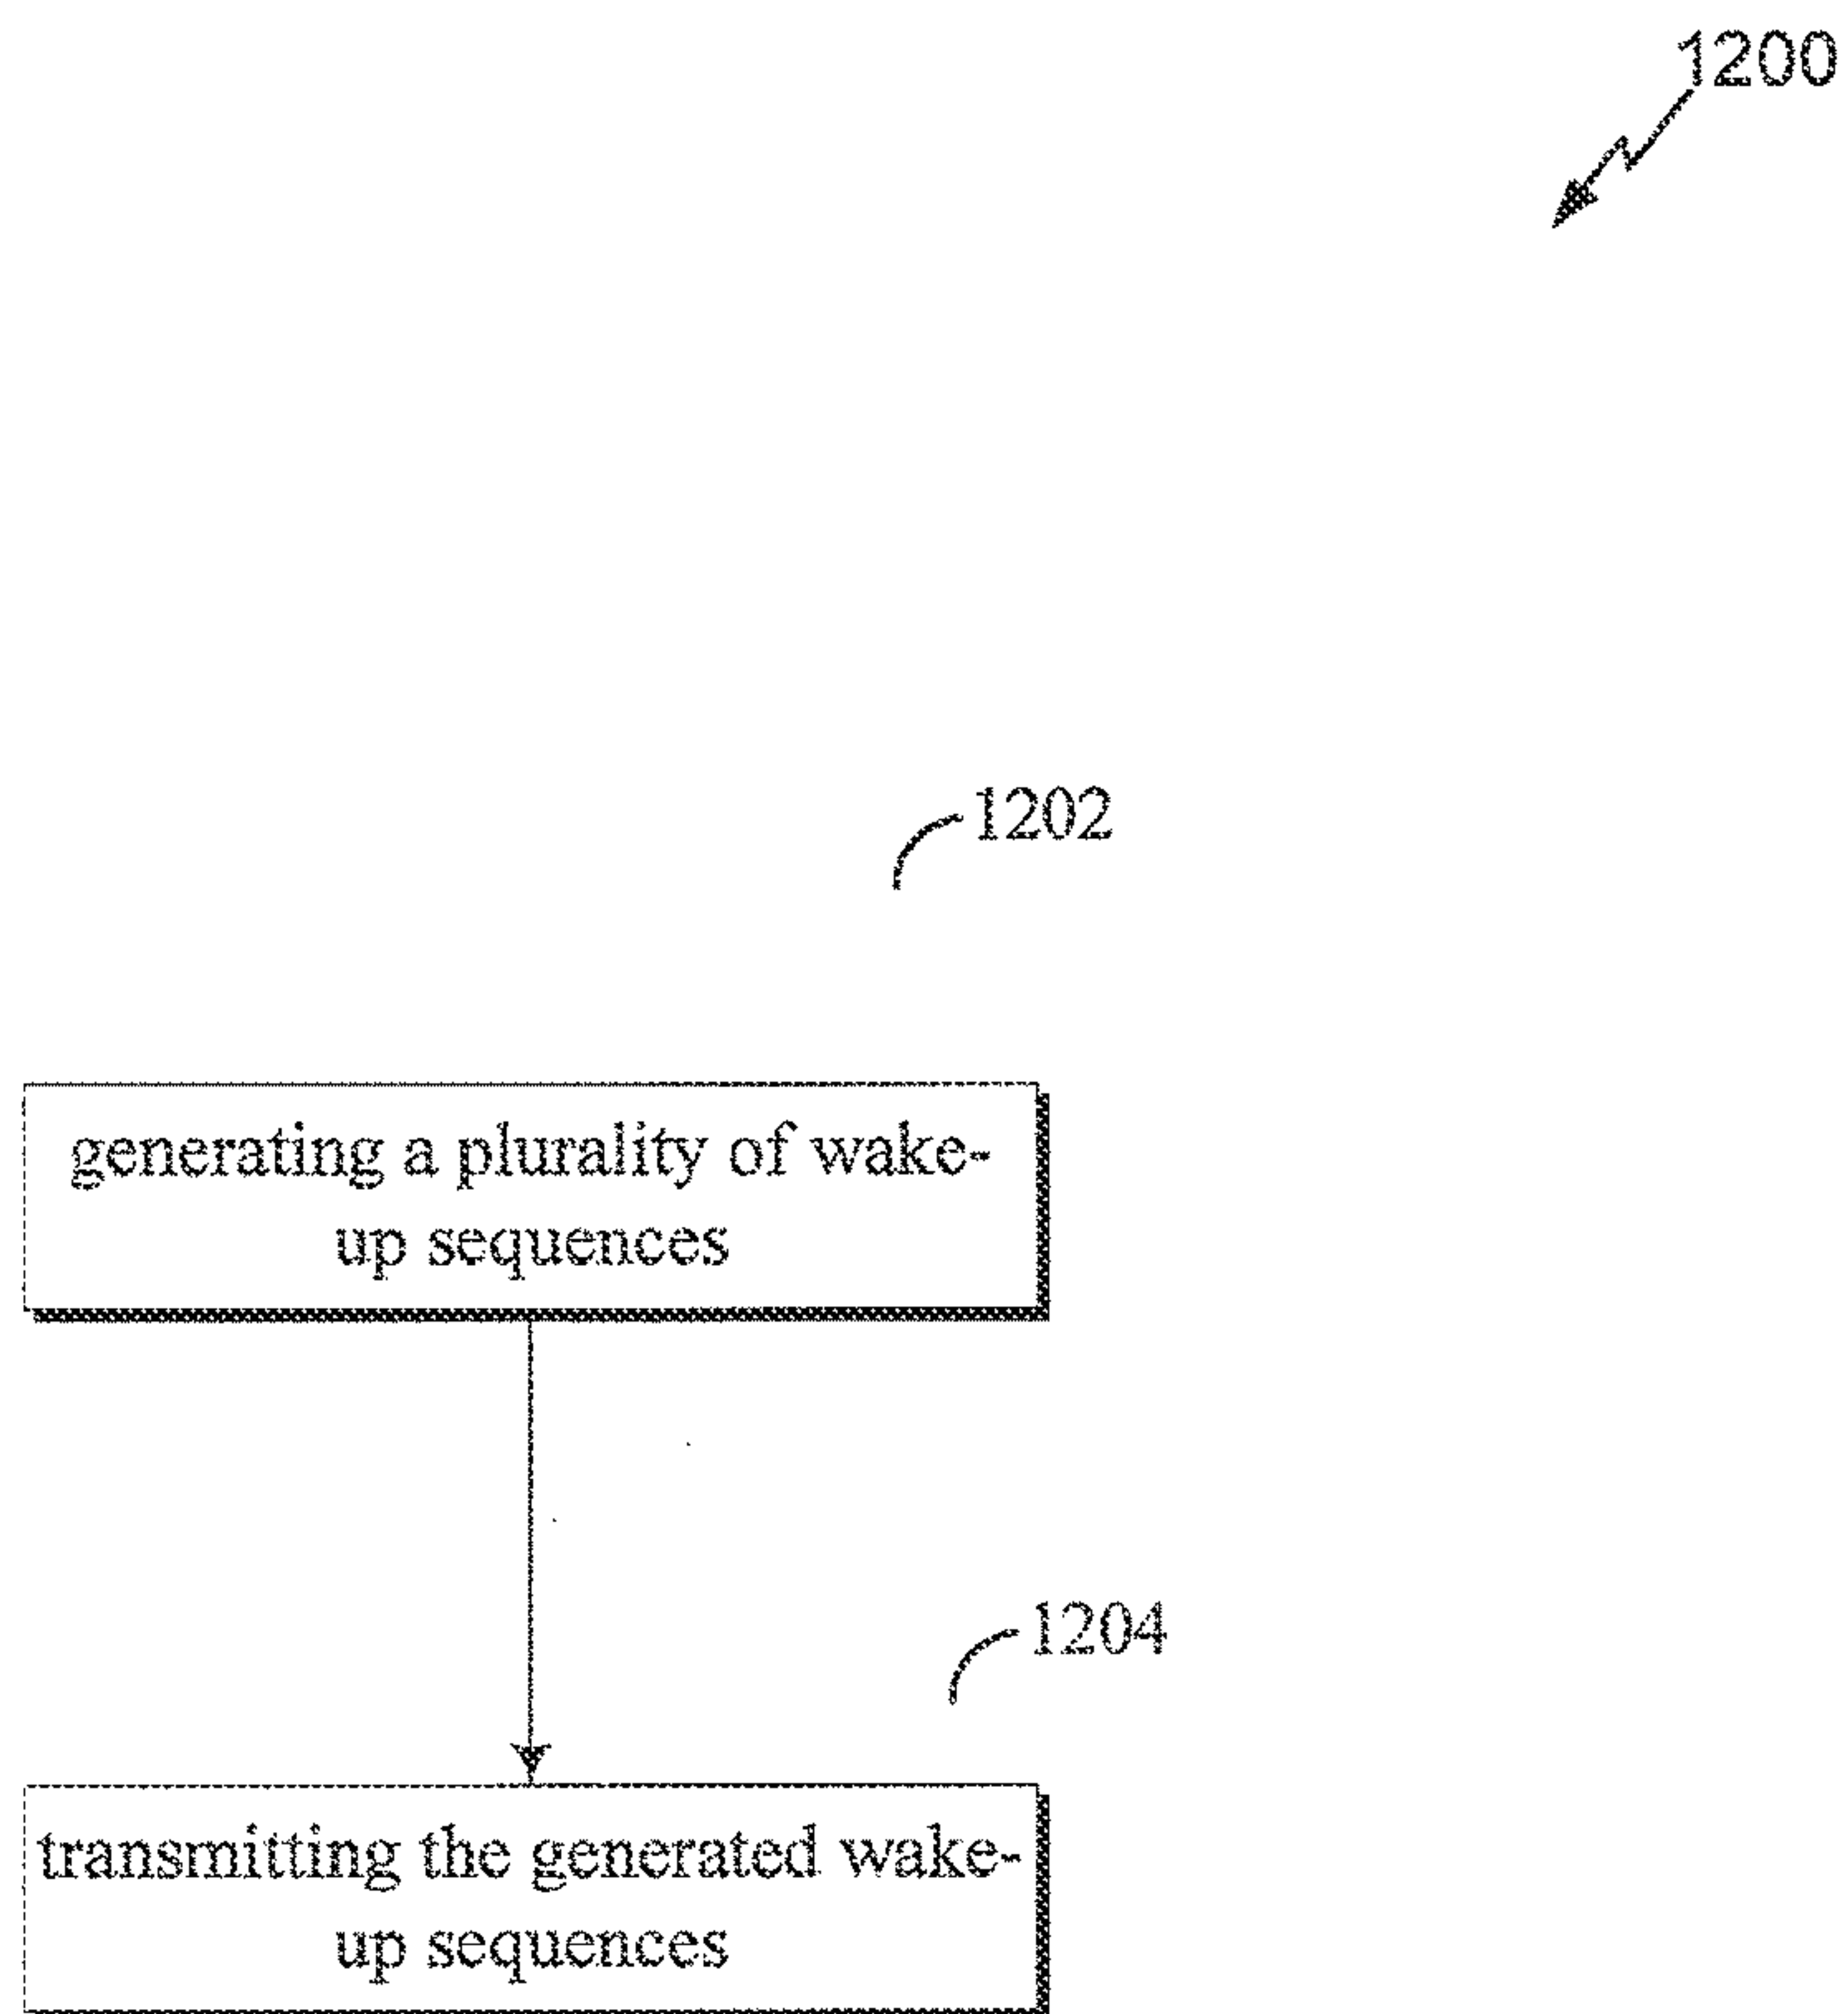 1200
1202
generating a plurality of wake-
up sequences
1204
transmitting the generated wake-
up sequences